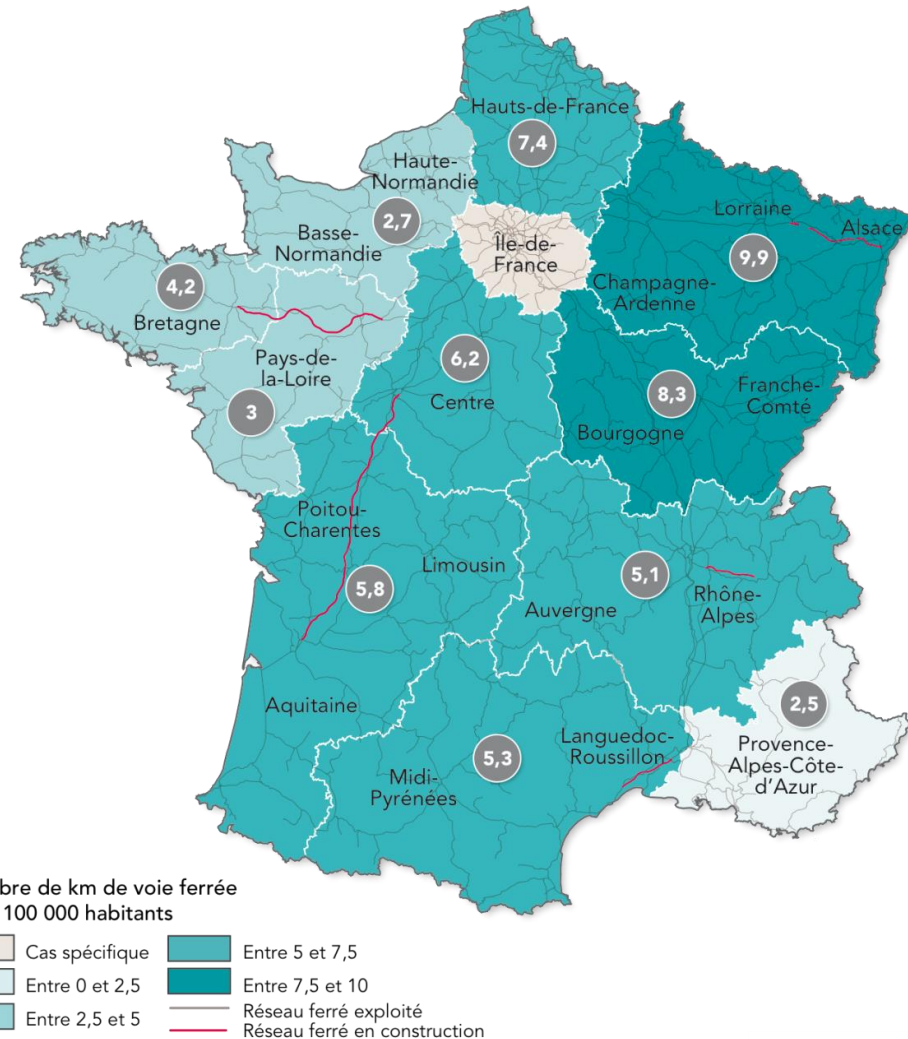 Hauts-de-France
7,4
Haute-
Normandie
2,7
Basse-
Normandie
Île-de-
France
Lorraine
Alsace
9,9
Champagne-
Ardenne
4,2
Bretagne
Pays-de-
la-Loire
3
6,2
Centre
8,3
Franche-
Comté
Bourgogne
Poitou-
Charentes
Limousin
5,8
5,1
Auvergne
Rhône-
Alpes
Aquitaine
2,5
Provence-
Alpes-Côte-
d'Azur
Languedoc-
Roussillon
5,3
Midi-
Pyrénées
bre de km de voie ferrée
100 000 habitants
Cas spécifique
Entre 0 et 2,5
Entre 2,5 et 5
Entre 5 et 7,5
Entre 7,5 et 10
Réseau ferré exploité
Réseau ferré en construction